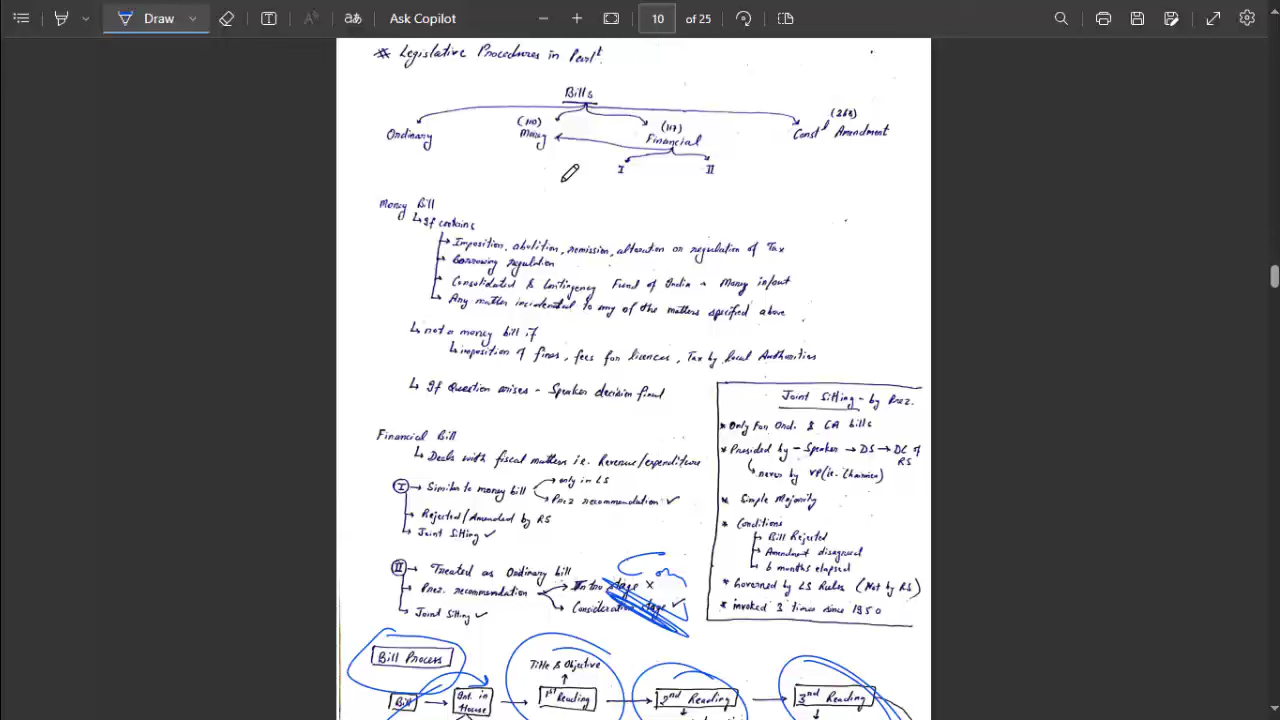 Draw
Ask Copilot
10 of 25
* Legislative Procedures in Parlt.
Bills
Ordinary
(110)
Money
(117)
Financial
I
II
(368)
Constl Amendment
Money Bill
If contains
Imposition, abolition, remission, alteration or regulation of Tax
Borrowing regulation
Consolidated & Contingency Fund of India → Money in/out
Any matter incidental to any of the matters specified above
not a money bill if
imposition of fines, fees for licences, Tax by local Authorities
If Question arises - Speaker decision final
Financial Bill
Deals with fiscal matters i.e. Revenue/expenditure
I → Similar to money bill
only in LS
Prez recommendation ✓
Rejected/Amended by RS
Joint Sitting ✓
II → Treated as Ordinary bill
Prez. recommendation
Intro stage ×
Consideration stage ✓
Joint Sitting ✓
Com
Joint Sitting - by Prez.
* Only for Ord. & CA bills
* Presided by - Speaker → DS → DC of RS
never by VP (i.e. Chairman)
* Simple Majority
* Conditions
Bill Rejected
Amendment disagreed
6 months elapsed
* Governed by LS Rules (Not by RS)
* invoked 3 times since 1950
Bill Process
Title & Objective
Bill
Int. in House
1st Reading
2nd Reading
3rd Reading